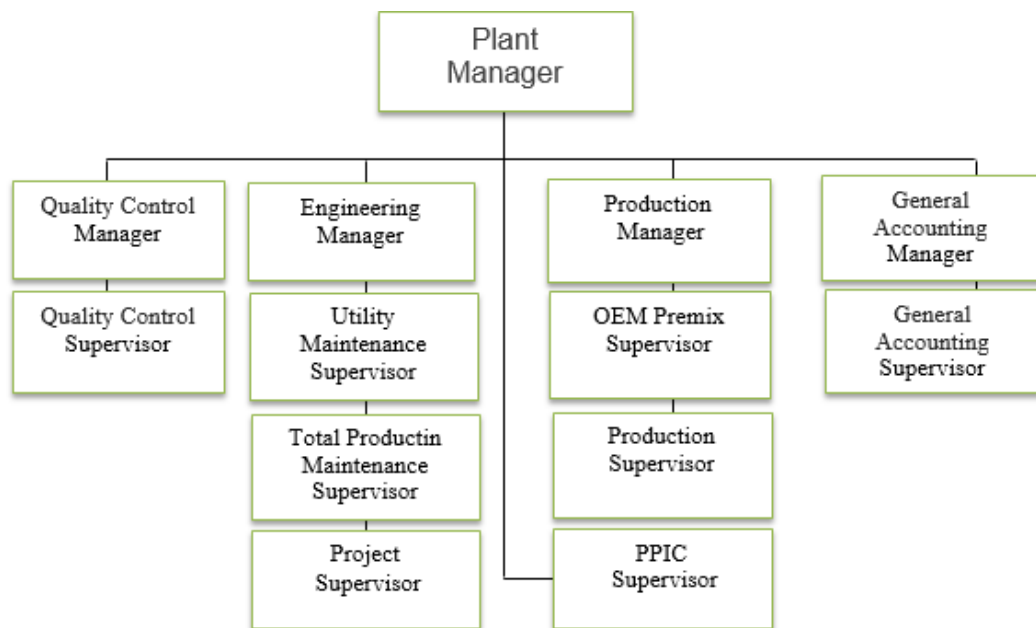 Plant
Manager
Quality Control
Manager
Engineering
Manager
Production
Manager
General
Accounting
Manager
Quality Control
Supervisor
Utility
Maintenance
Supervisor
OEM Premix
Supervisor
General
Accounting
Supervisor
Total Productin
Maintenance
Supervisor
Production
Supervisor
Project
Supervisor
PPIC
Supervisor